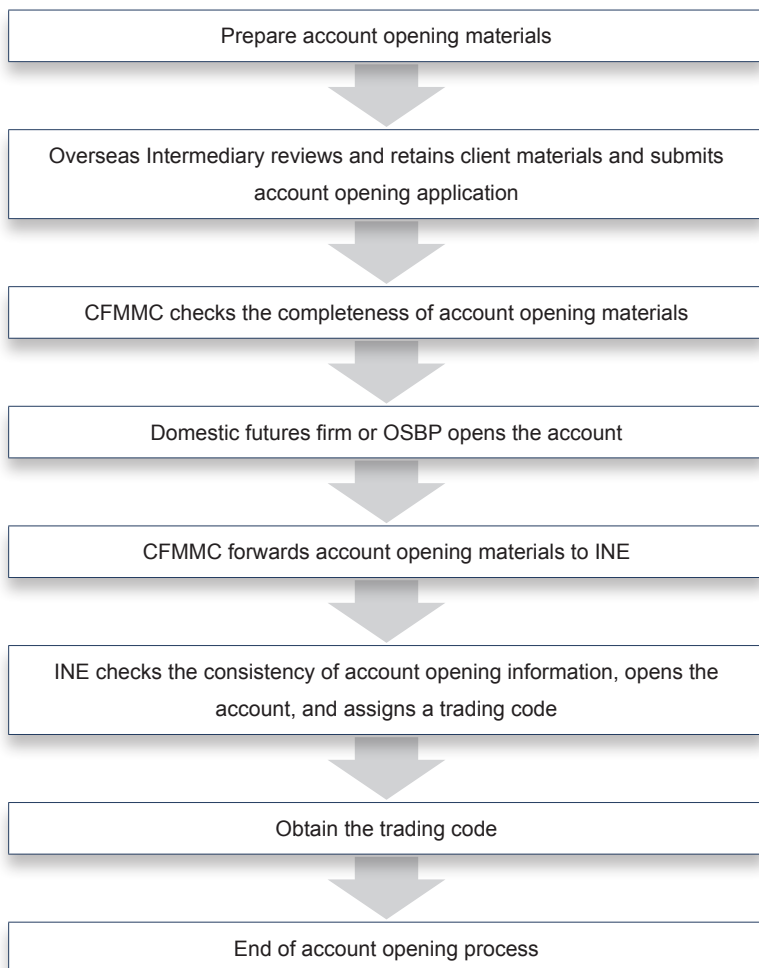 Prepare account opening materials
Overseas Intermediary reviews and retains client materials and submits
account opening application
CFMMC checks the completeness of account opening materials
Domestic futures firm or OSBP opens the account
CFMMC forwards account opening materials to INE
INE checks the consistency of account opening information, opens the
account, and assigns a trading code
Obtain the trading code
End of account opening process